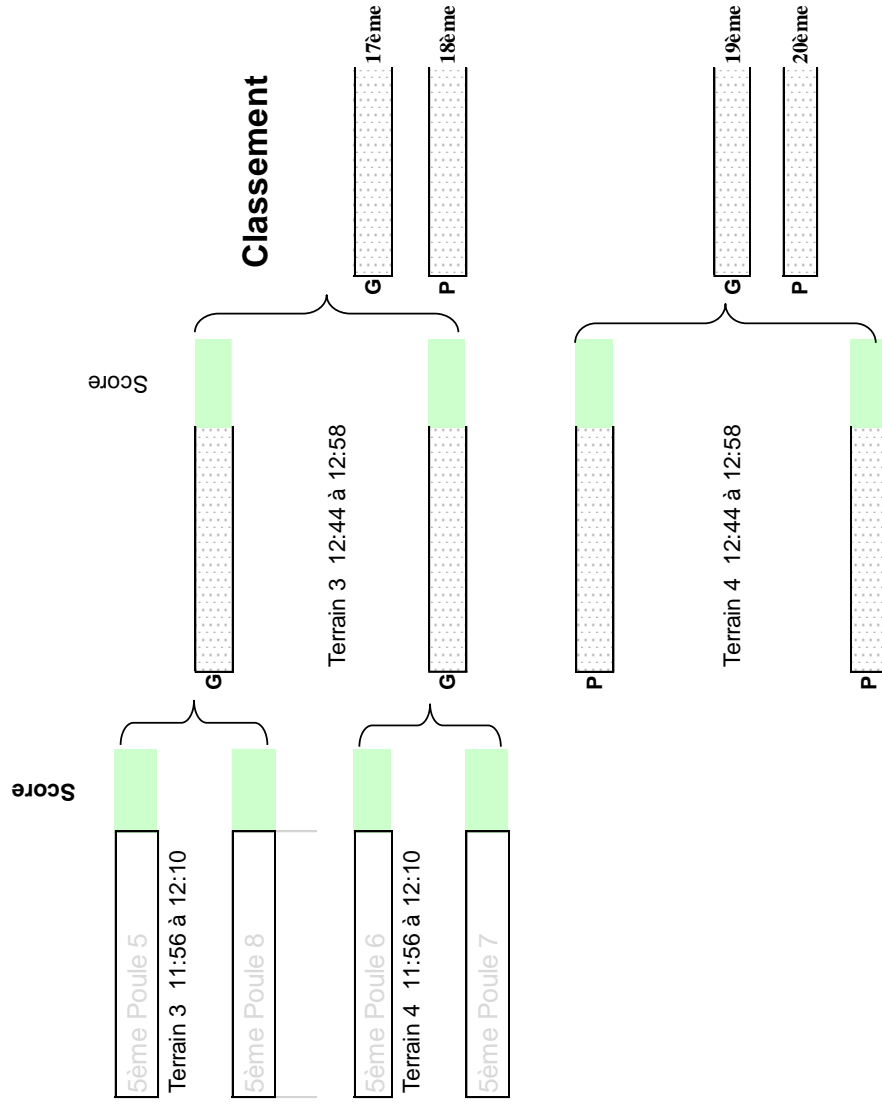 Score
5ème Poule 5
Terrain 3 11:56 à 12:10
5ème Poule 8
5ème Poule 6
Terrain 4 11:56 à 12:10
5ème Poule 7
Score
G
Terrain 3 12:44 à 12:58
G
P
Terrain 4 12:44 à 12:58
P
Classement
G 17ème
P 18ème
G 19ème
P 20ème